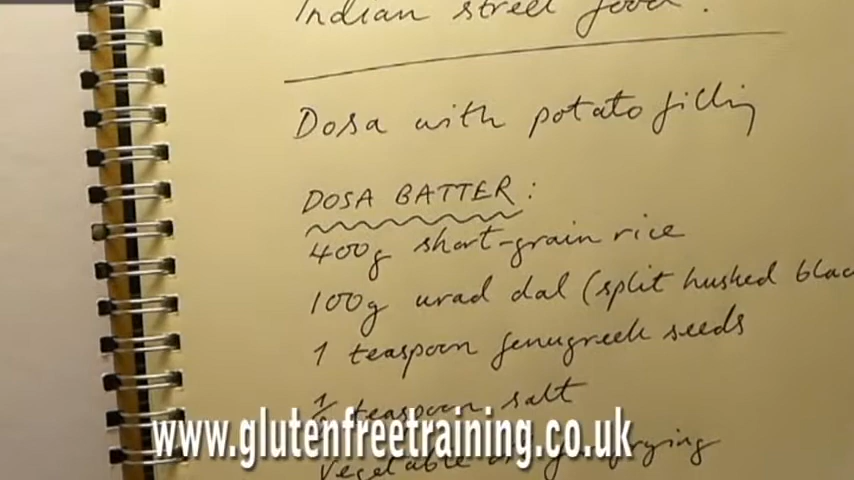 Indian street food.
Dosa with potato filling
DOSA BATTER:
400g short-grain rice
100g urad dal (split husked blac
1 teaspoon fenugreek seeds
teaspoon salt
www.glutenfreetraining.co.uk
Vegetable for frying